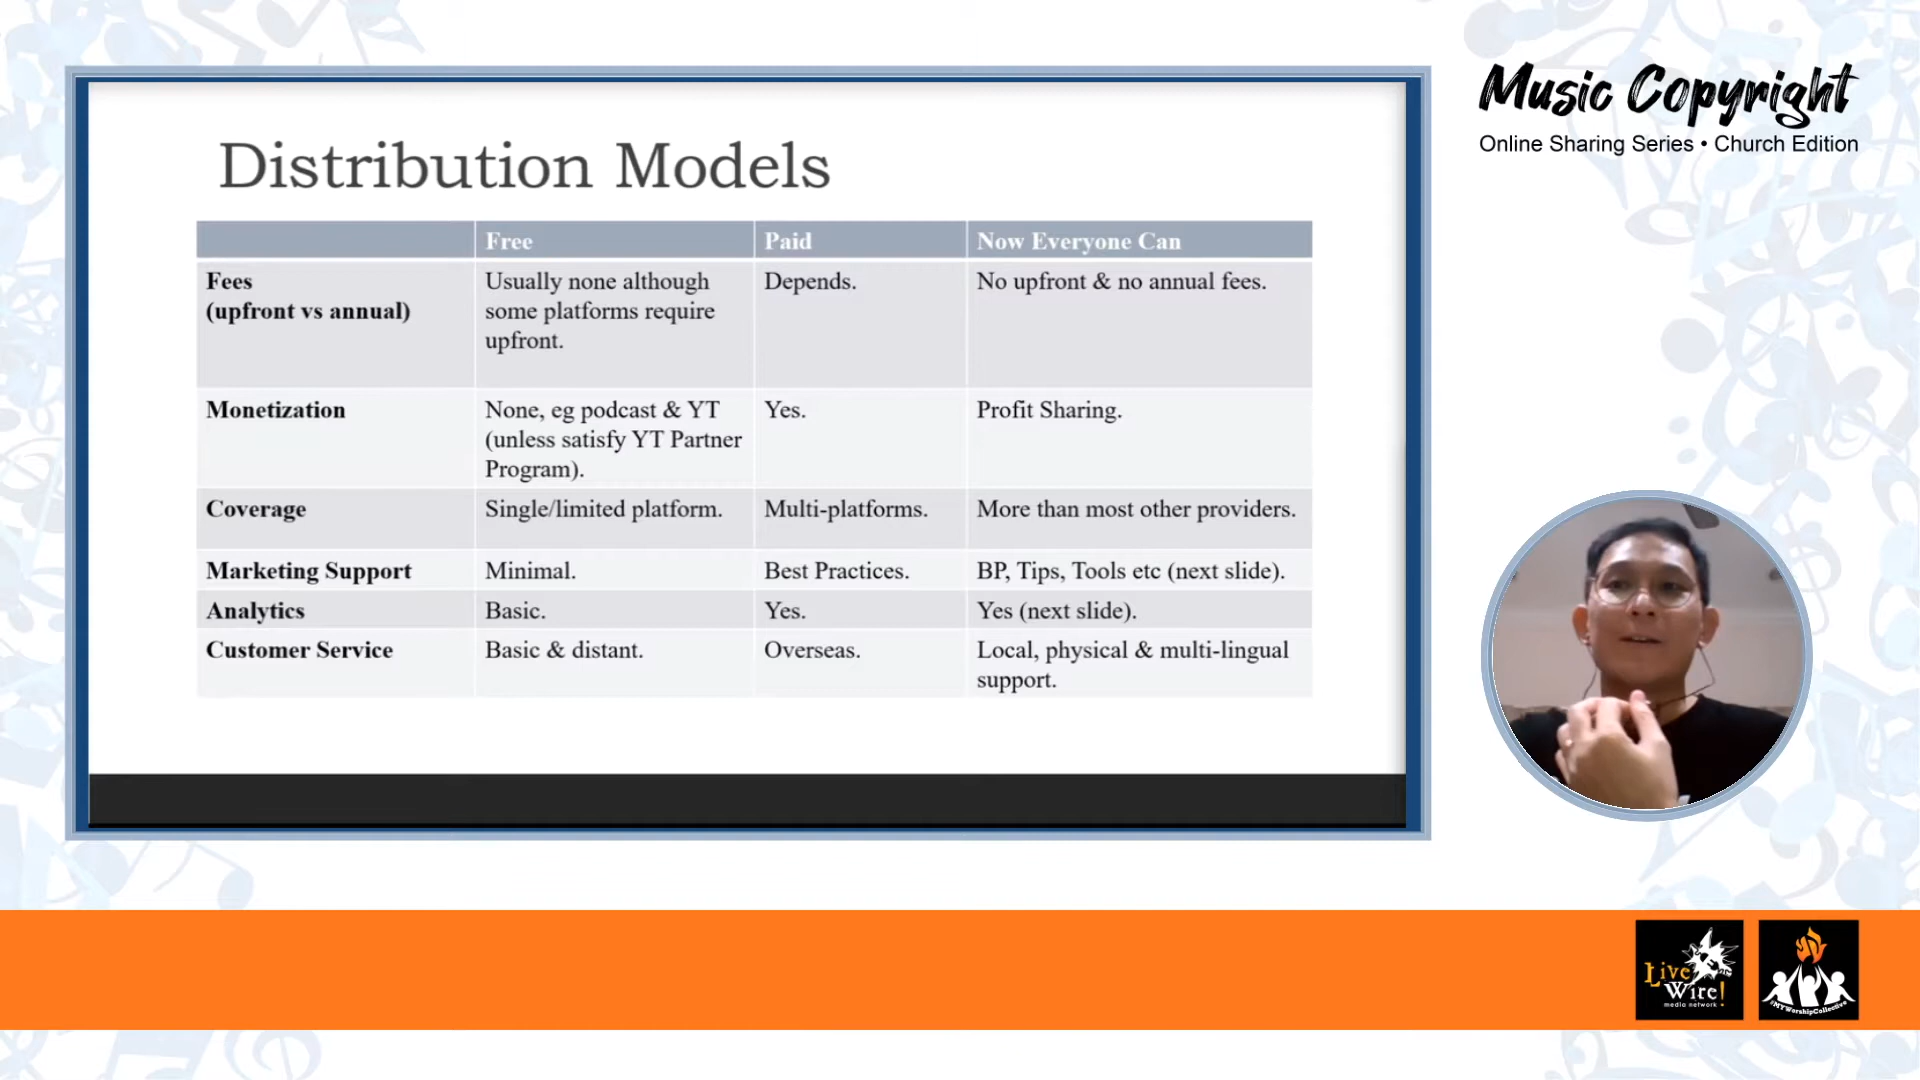 Music Copyright
Online Sharing Series • Church Edition
Distribution Models
Free
Paid
Now Everyone Can
Fees
(upfront vs annual)
Usually none although
some platforms require
upfront.
Depends.
No upfront & no annual fees.
Monetization
None, eg podcast & YT
(unless satisfy YT Partner
Program).
Yes.
Profit Sharing.
Coverage
Single/limited platform.
Multi-platforms.
More than most other providers.
Marketing Support
Minimal.
Best Practices.
BP, Tips, Tools etc (next slide).
Analytics
Basic.
Yes.
Yes (next slide).
Customer Service
Basic & distant.
Overseas.
Local, physical & multi-lingual
support.
Live
Wire!
media network
#MYWorshipCollective